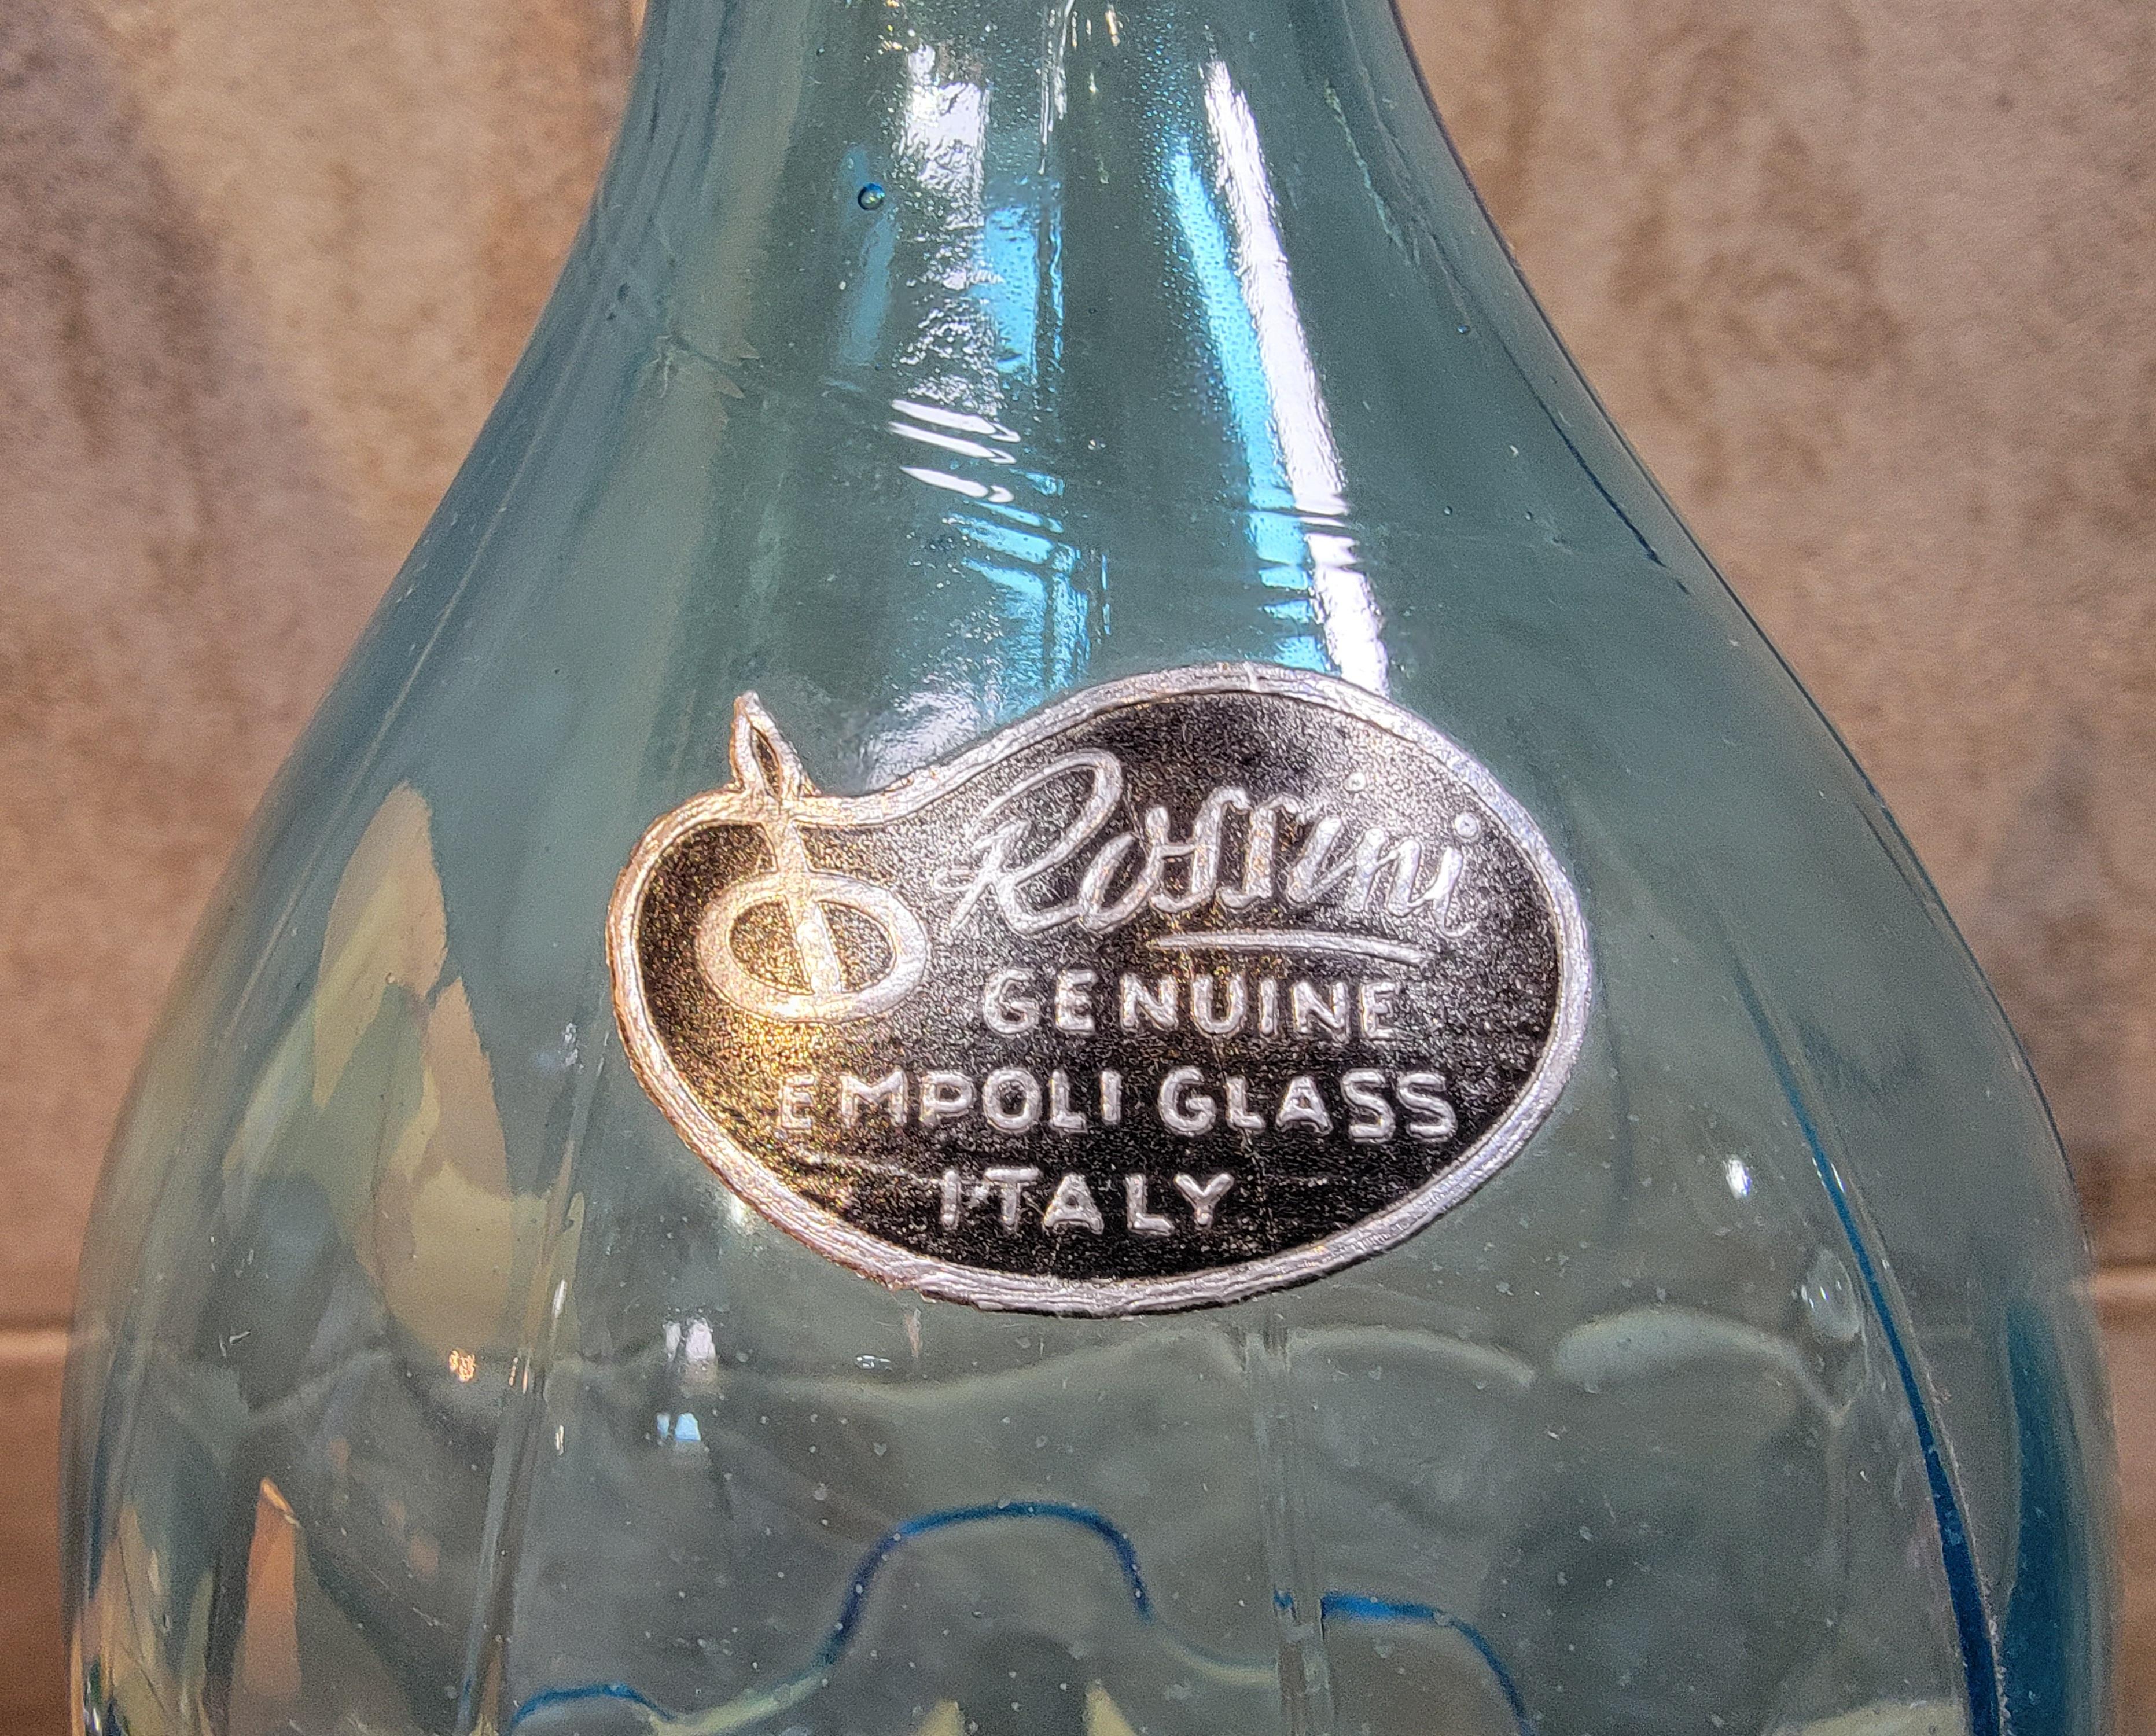 Rossini
GENUINE
EMPOLI GLASS
ITALY